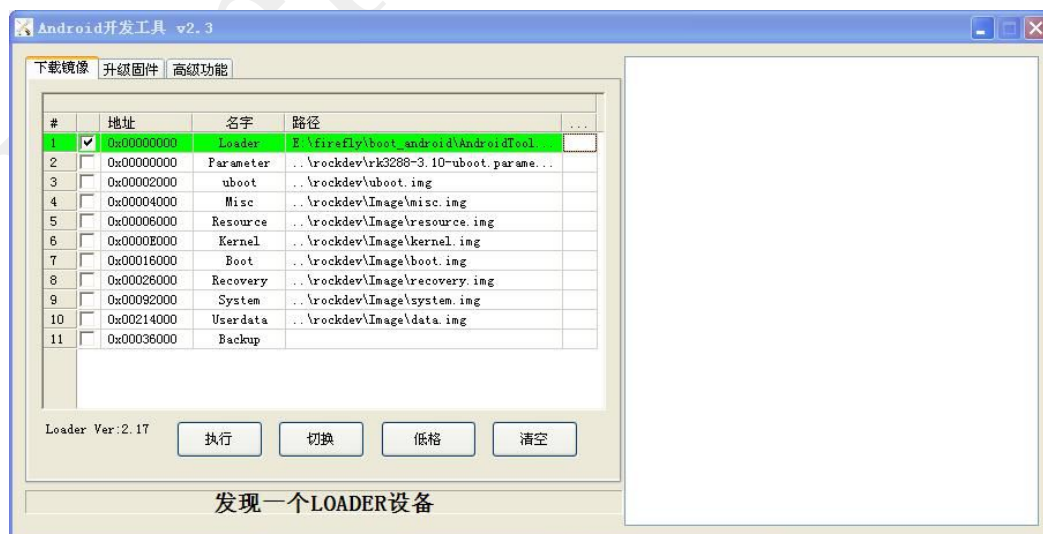 Android开发工具 v2.3
下载镜像 升级固件 高级功能
# 地址 名字 路径 ...
1 0x00000000 Loader E:\firefly\boot_android\AndroidTool...
2 0x00000000 Parameter ..\rockdev\rk3288-3.10-uboot.parame...
3 0x00002000 uboot ..\rockdev\uboot.img
4 0x00004000 Misc ..\rockdev\Image\misc.img
5 0x00006000 Resource ..\rockdev\Image\resource.img
6 0x0000E000 Kernel ..\rockdev\Image\kernel.img
7 0x00016000 Boot ..\rockdev\Image\boot.img
8 0x00026000 Recovery ..\rockdev\Image\recovery.img
9 0x00092000 System ..\rockdev\Image\system.img
10 0x00214000 Userdata ..\rockdev\Image\data.img
11 0x00036000 Backup
Loader Ver:2.17 执行 切换 低格 清空
发现一个LOADER设备